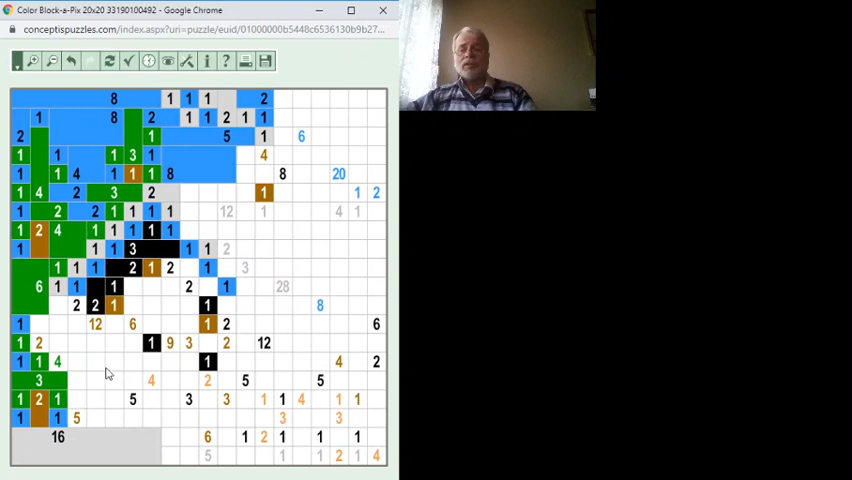 Color Block-a-Pix 20x20 33190100492 - Google Chrome
conceptispuzzles.com/index.aspx?uri=puzzle/euid/01000000b5448c6536130b9b27...
8 1 1 1 2
1 8 2 1 1 2 1 1
2 1 5 1 6
1 1 1 3 1 4
1 1 4 1 1 1 8 8 20
1 4 2 3 2 1 1 2
1 2 2 1 1 1 1 12 1 4 1
1 2 4 1 1 1 1 1
1 1 1 3 1 1 2
1 1 1 2 1 2 1 3
6 1 1 1 2 1 28
2 2 1 1 8
1 12 6 1 2 6
1 2 1 9 3 2 12
1 1 4 1 4 2
3 4 2 5 5
1 2 1 5 3 3 1 1 4 1 1
1 1 5 3 3
16 6 1 2 1 1 1
5 1 1 2 4